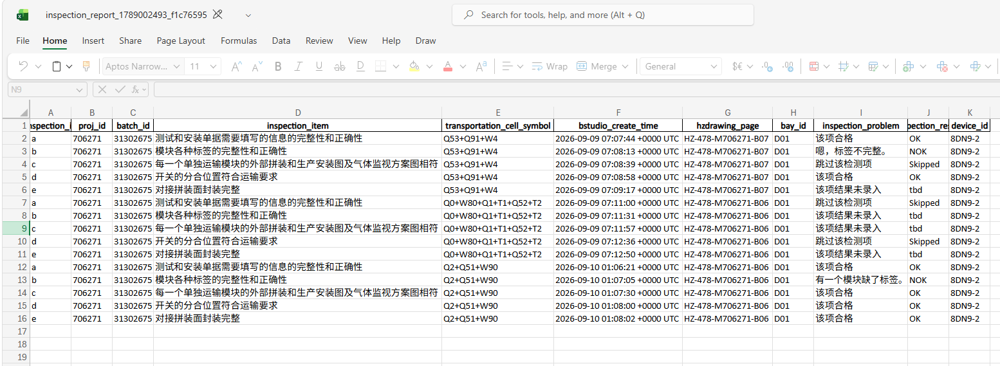 inspection_report_1789002493_f1c76595
Search for tools, help, and more (Alt + Q)
File Home Insert Share Page Layout Formulas Data Review View Help Draw
Aptos Narrow... 11 A^ A˅ B I U ab D A Aª Wrap Merge General $€ .0 .00
N9 fx
A B C D E F G H I J K
1 nspection_i proj_id batch_id inspection_item transportation_cell_symbol bstudio_create_time hzdrawing_page bay_id inspection_problem pection_res device_id
2 a 706271 31302675 测试和安装单据需要填写的信息的完整性和正确性 Q53+Q91+W4 2026-09-09 07:07:44 +0000 UTC HZ-478-M706271-B07 D01 该项合格 OK 8DN9-2
3 b 706271 31302675 模块各种标签的完整性和正确性 Q53+Q91+W4 2026-09-09 07:08:13 +0000 UTC HZ-478-M706271-B07 D01 嗯，标签不完整。 NOK 8DN9-2
4 c 706271 31302675 每一个单独运输模块的外部拼装和生产安装图及气体监视方案图相符 Q53+Q91+W4 2026-09-09 07:08:39 +0000 UTC HZ-478-M706271-B07 D01 跳过该检测项 Skipped 8DN9-2
5 d 706271 31302675 开关的分合位置符合运输要求 Q53+Q91+W4 2026-09-09 07:08:58 +0000 UTC HZ-478-M706271-B07 D01 该项合格 OK 8DN9-2
6 e 706271 31302675 对接拼装面封装完整 Q53+Q91+W4 2026-09-09 07:09:17 +0000 UTC HZ-478-M706271-B07 D01 该项结果未录入 tbd 8DN9-2
7 a 706271 31302675 测试和安装单据需要填写的信息的完整性和正确性 Q0+W80+Q1+T1+Q52+T2 2026-09-09 07:11:00 +0000 UTC HZ-478-M706271-B06 D01 跳过该检测项 Skipped 8DN9-2
8 b 706271 31302675 模块各种标签的完整性和正确性 Q0+W80+Q1+T1+Q52+T2 2026-09-09 07:11:31 +0000 UTC HZ-478-M706271-B06 D01 该项结果未录入 tbd 8DN9-2
9 c 706271 31302675 每一个单独运输模块的外部拼装和生产安装图及气体监视方案图相符 Q0+W80+Q1+T1+Q52+T2 2026-09-09 07:11:57 +0000 UTC HZ-478-M706271-B06 D01 该项结果未录入 tbd 8DN9-2
10 d 706271 31302675 开关的分合位置符合运输要求 Q0+W80+Q1+T1+Q52+T2 2026-09-09 07:12:36 +0000 UTC HZ-478-M706271-B06 D01 跳过该检测项 Skipped 8DN9-2
11 e 706271 31302675 对接拼装面封装完整 Q0+W80+Q1+T1+Q52+T2 2026-09-09 07:12:50 +0000 UTC HZ-478-M706271-B06 D01 该项结果未录入 tbd 8DN9-2
12 a 706271 31302675 测试和安装单据需要填写的信息的完整性和正确性 Q2+Q51+W90 2026-09-10 01:06:21 +0000 UTC HZ-478-M706271-B06 D01 该项合格 OK 8DN9-2
13 b 706271 31302675 模块各种标签的完整性和正确性 Q2+Q51+W90 2026-09-10 01:07:05 +0000 UTC HZ-478-M706271-B06 D01 有一个模块缺了标签。 NOK 8DN9-2
14 c 706271 31302675 每一个单独运输模块的外部拼装和生产安装图及气体监视方案图相符 Q2+Q51+W90 2026-09-10 01:07:30 +0000 UTC HZ-478-M706271-B06 D01 该项合格 OK 8DN9-2
15 d 706271 31302675 开关的分合位置符合运输要求 Q2+Q51+W90 2026-09-10 01:08:00 +0000 UTC HZ-478-M706271-B06 D01 该项合格 OK 8DN9-2
16 e 706271 31302675 对接拼装面封装完整 Q2+Q51+W90 2026-09-10 01:08:02 +0000 UTC HZ-478-M706271-B06 D01 该项合格 OK 8DN9-2
17
18
19